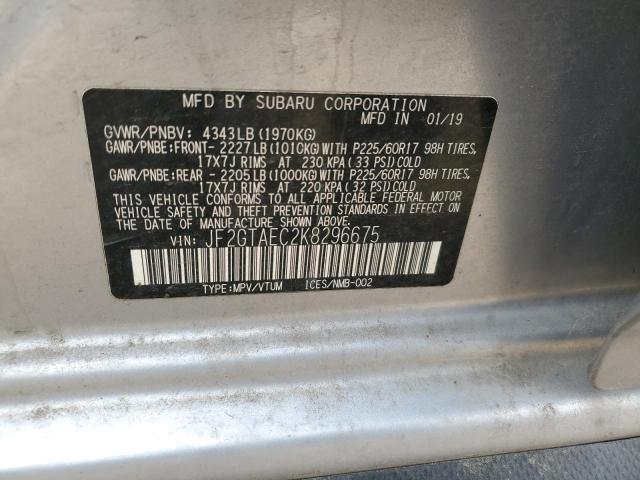 MFD BY SUBARU CORPORATION
MFD IN 01/19
GVWR/PNBV: 4343LB(1970KG)
GAWR/PNBE:FRONT- 2227LB(1010KG)WITH P225/60R17 98H TIRES,
17X7J RIMS AT 230 KPA(33 PSI)COLD
GAWR/PNBE:REAR - 2205LB(1000KG)WITH P225/60R17 98H TIRES,
17X7J RIMS AT 220 KPA(32 PSI)COLD
THIS VEHICLE CONFORMS TO ALL APPLICABLE FEDERAL MOTOR
VEHICLE SAFETY AND THEFT PREVENTION STANDARDS IN EFFECT ON
THE DATE OF MANUFACTURE SHOWN ABOVE.
VIN: JF2GTAEC2K8296675
TYPE:MPV/VTUM ICES/NMB-002